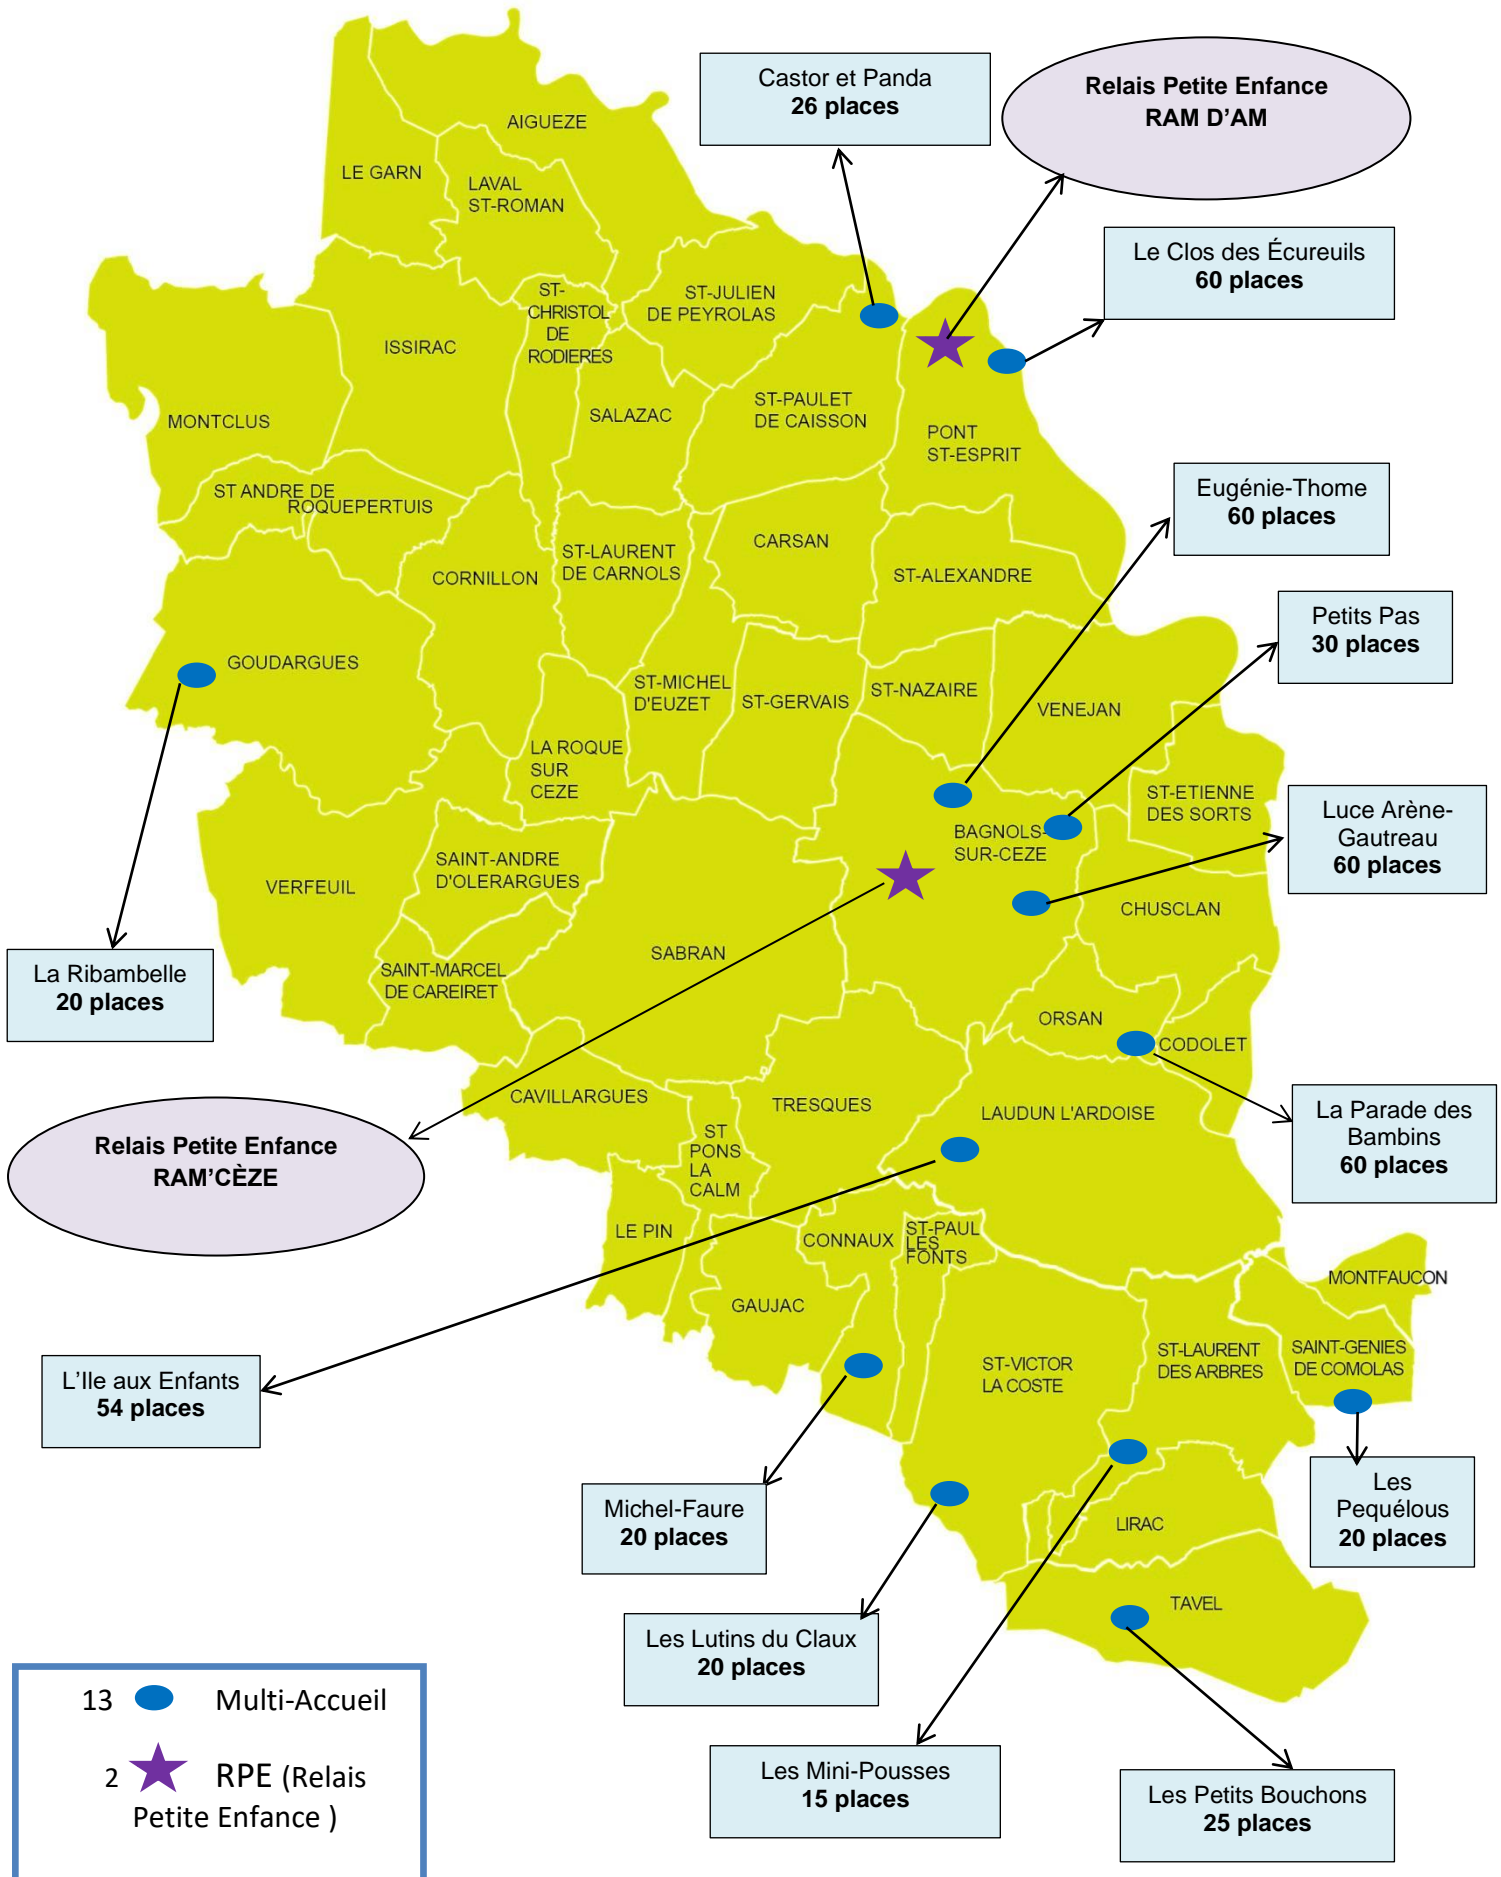 Castor et Panda
26 places
Relais Petite Enfance
RAM D'AM
Le Clos des Écureuils
60 places
AIGUEZE
LE GARN
LAVAL
ST-ROMAN
ST-JULIEN
DE PEYROLAS
ST-
CHRISTOL
DE
RODIERES
ISSIRAC
SALAZAC
ST-PAULET
DE CAISSON
MONTCLUS
PONT
ST-ESPRIT
Eugénie-Thome
60 places
ST ANDRE DE
ROQUEPERTUIS
CARSAN
ST-LAURENT
DE CARNOLS
CORNILLON
ST-ALEXANDRE
Petits Pas
30 places
GOUDARGUES
ST-MICHEL
D'EUZET
ST-GERVAIS
ST-NAZAIRE
VENEJAN
LA ROQUE
SUR
CEZE
ST-ETIENNE
DES SORTS
Luce Arène-
Gautreau
60 places
BAGNOLS-
SUR-CEZE
SAINT-ANDRE
D'OLERARGUES
VERFEUIL
CHUSCLAN
SABRAN
La Ribambelle
20 places
SAINT-MARCEL
DE CAREIRET
ORSAN
CODOLET
CAVILLARGUES
TRESQUES
LAUDUN L'ARDOISE
La Parade des
Bambins
60 places
Relais Petite Enfance
RAM'CÈZE
ST
PONS
LA
CALM
LE PIN
CONNAUX
ST-PAUL
LES
FONTS
MONTFAUCON
GAUJAC
ST-VICTOR
LA COSTE
ST-LAURENT
DES ARBRES
SAINT-GENIES
DE COMOLAS
L'Ile aux Enfants
54 places
Michel-Faure
20 places
LIRAC
Les
Pequélous
20 places
TAVEL
Les Lutins du Claux
20 places
Les Mini-Pousses
15 places
Les Petits Bouchons
25 places
13 Multi-Accueil
2 RPE (Relais
Petite Enfance )